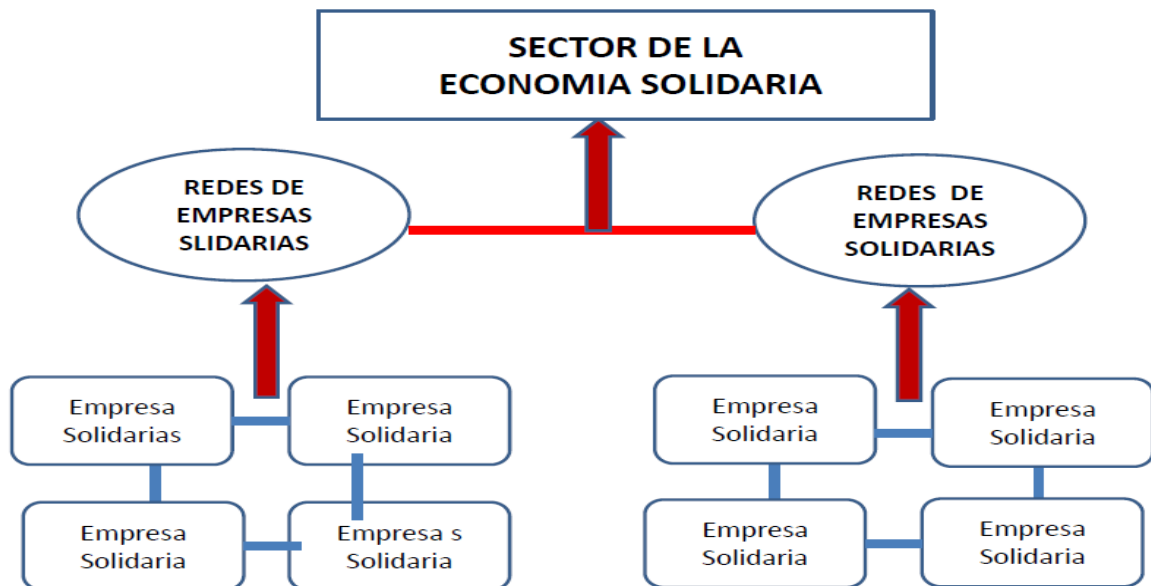 SECTOR DE LA
ECONOMIA SOLIDARIA
REDES DE
EMPRESAS
SLIDARIAS
REDES DE
EMPRESAS
SOLIDARIAS
Empresa
Solidarias
Empresa
Solidaria
Empresa
Solidaria
Empresa s
Solidaria
Empresa
Solidaria
Empresa
Solidaria
Empresa
Solidaria
Empresa
Solidaria